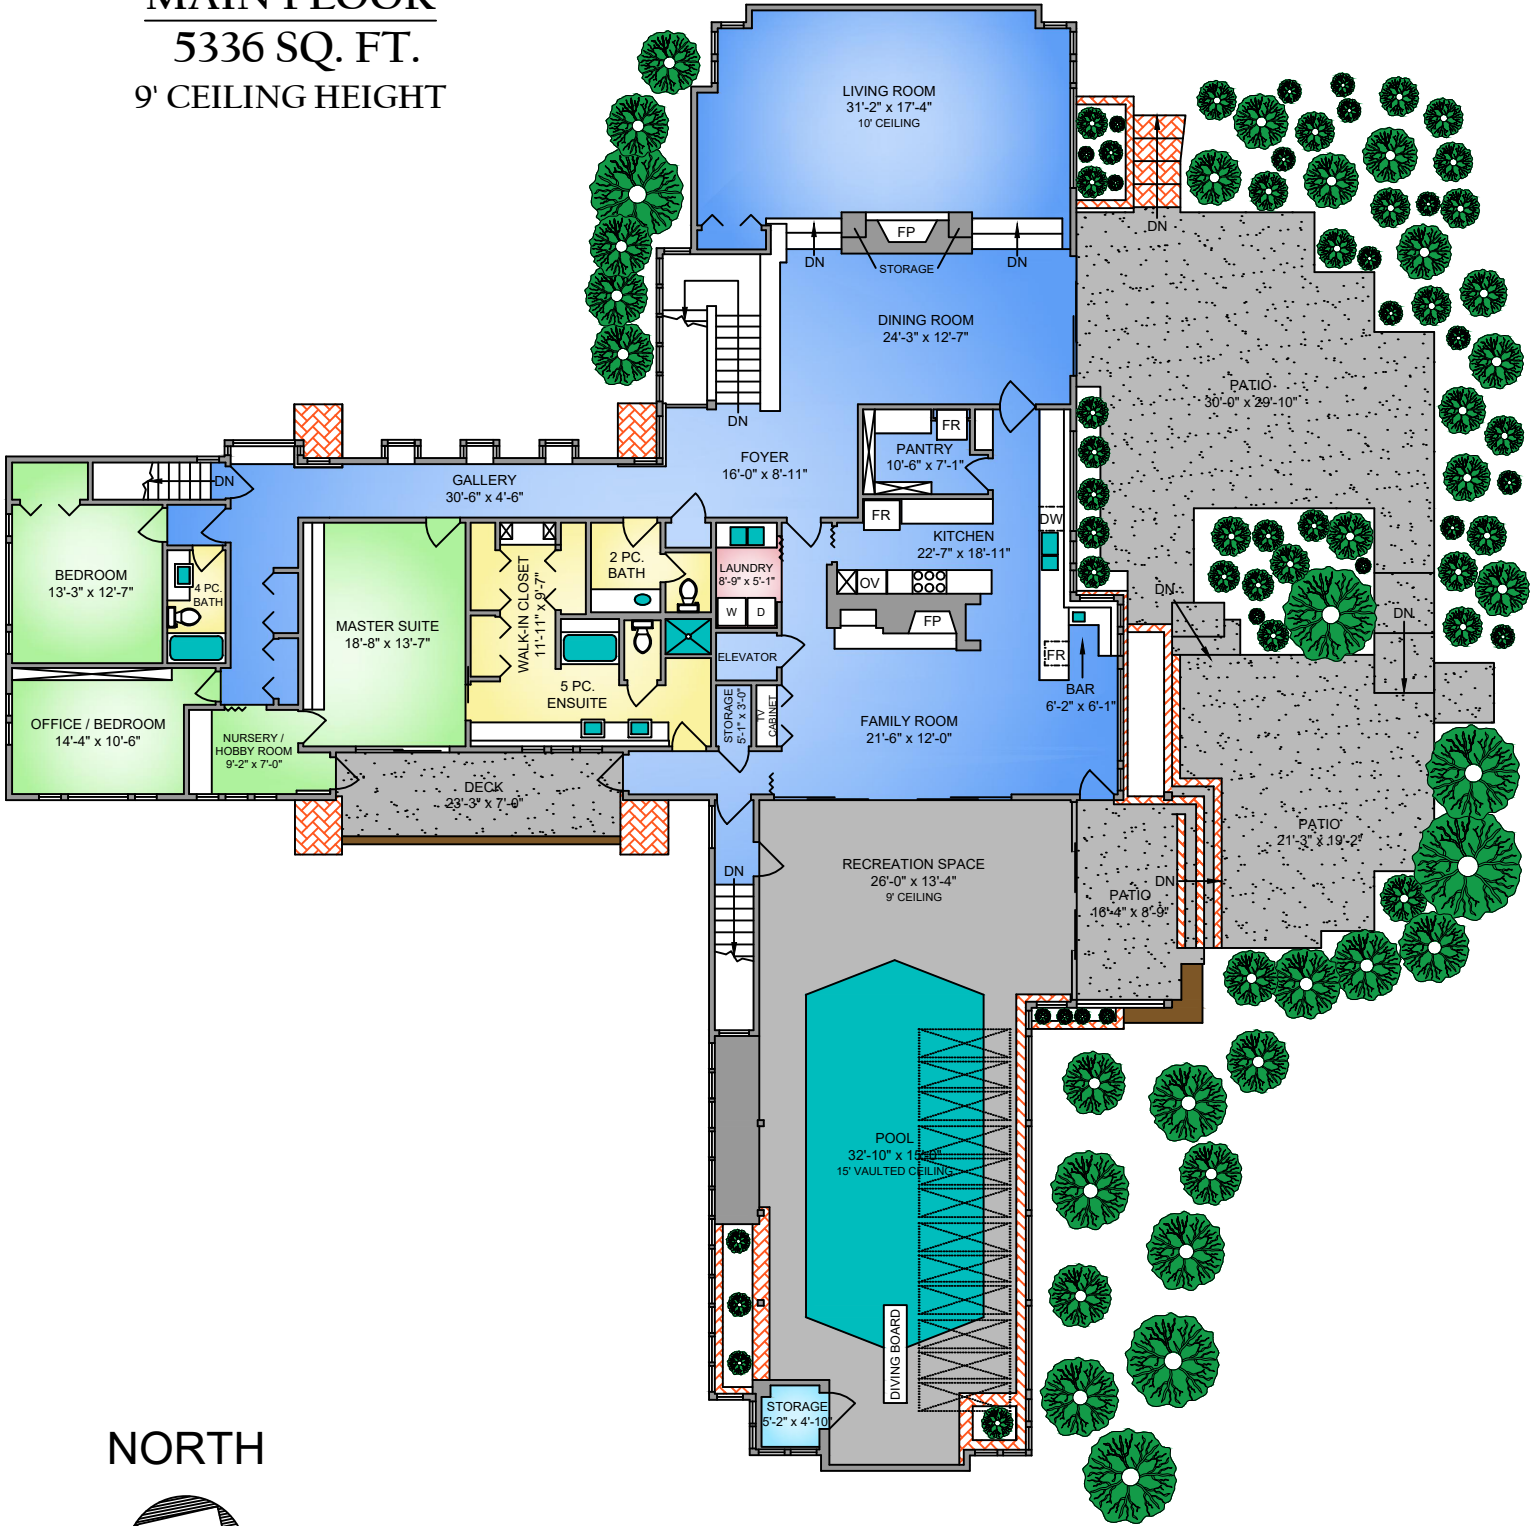 MAIN FLOOR
5336 SQ. FT.
9' CEILING HEIGHT
LIVING ROOM
31'-2" x 17'-4"
10' CEILING
FP
STORAGE
DN
DN
DN
DINING ROOM
24'-3" x 12'-7"
PATIO
30'-0" x 29'-10"
DN
FOYER
16'-0" x 8'-11"
PANTRY
10'-6" x 7'-1"
FR
GALLERY
30'-6" x 4'-6"
DN
FR
KITCHEN
22'-7" x 18'-11"
DW
OV
FP
BEDROOM
13'-3" x 12'-7"
4 PC.
BATH
MASTER SUITE
18'-8" x 13'-7"
WALK-IN CLOSET
11'-11" x 9'-7"
2 PC.
BATH
LAUNDRY
8'-9" x 5'-1"
W
D
ELEVATOR
5 PC.
ENSUITE
STORAGE
5'-1" x 3'-0"
TV
CABINET
FAMILY ROOM
21'-6" x 12'-0"
FR
BAR
6'-2" x 6'-1"
DN
DN
OFFICE / BEDROOM
14'-4" x 10'-6"
NURSERY /
HOBBY ROOM
9'-2" x 7'-0"
DECK
23'-3" x 7'-0"
PATIO
21'-3" x 19'-2"
DN
RECREATION SPACE
26'-0" x 13'-4"
9' CEILING
DN
PATIO
16'-4" x 8'-9"
POOL
32'-10" x 15'-0"
15' VAULTED CEILING
DIVING BOARD
STORAGE
5'-2" x 4'-10"
NORTH